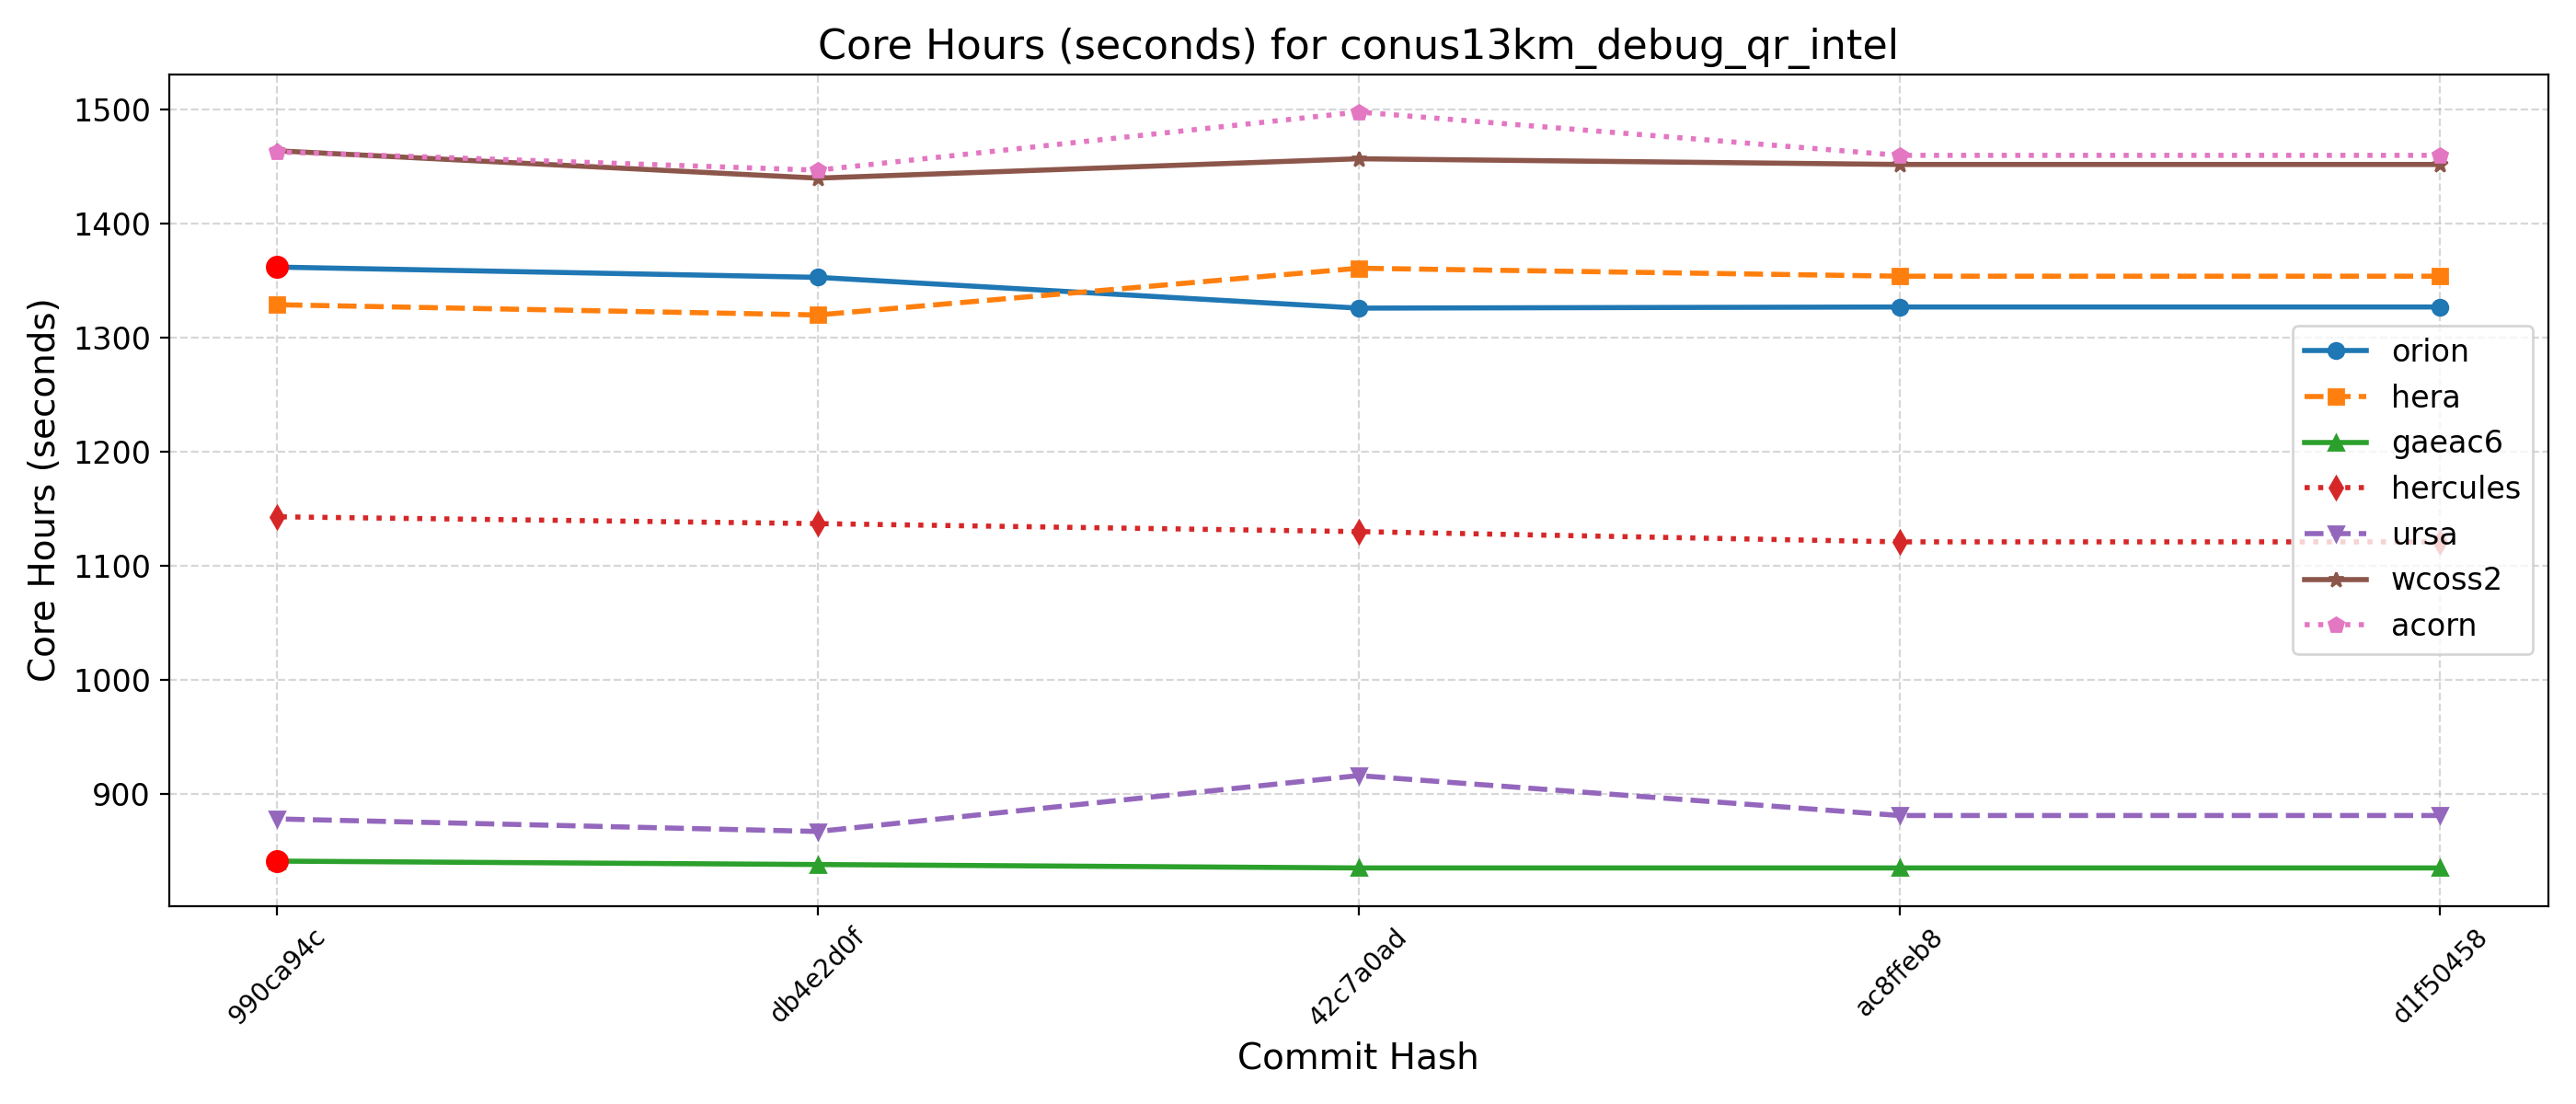 Core Hours (seconds) for conus13km_debug_qr_intel
Core Hours (seconds)
1500
1400
1300
1200
1100
1000
900
orion
hera
gaeac6
hercules
ursa
wcoss2
acorn
990ca94c
db4e2d0f
42c7a0ad
ac8ffeb8
d1f50458
Commit Hash